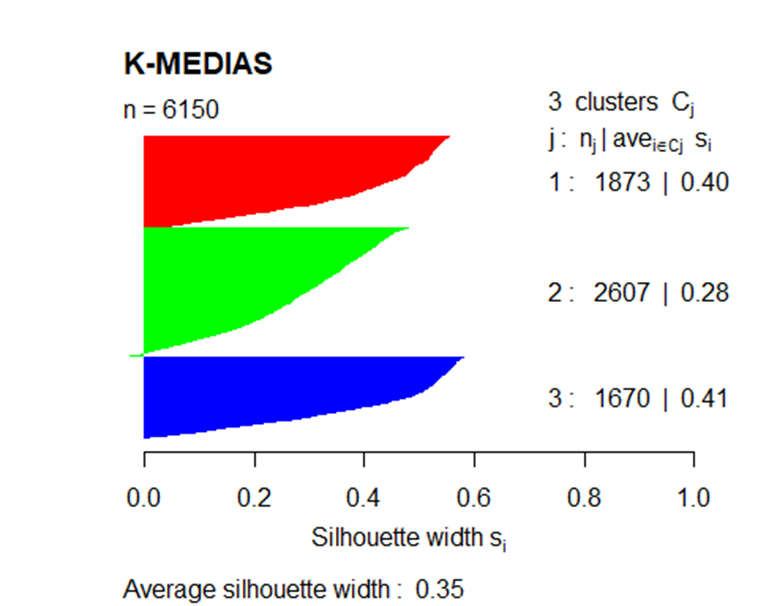 K-MEDIAS
n = 6150
3 clusters Cj
j : nj | avei∈Cj si
1 : 1873 | 0.40
2 : 2607 | 0.28
3 : 1670 | 0.41
0.0 0.2 0.4 0.6 0.8 1.0
Silhouette width si
Average silhouette width : 0.35